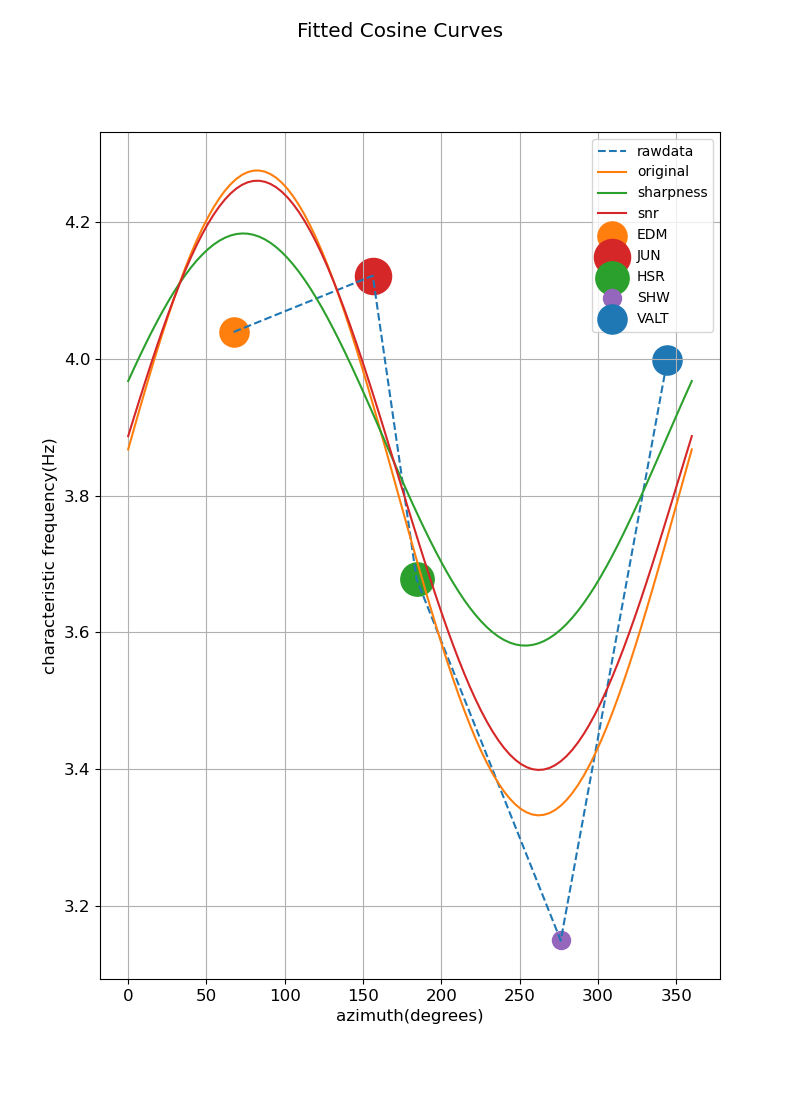 Fitted Cosine Curves
rawdata
original
sharpness
snr
EDM
JUN
HSR
SHW
VALT
4.2
4.0
3.8
3.6
3.4
3.2
characteristic frequency(Hz)
0 50 100 150 200 250 300 350
azimuth(degrees)